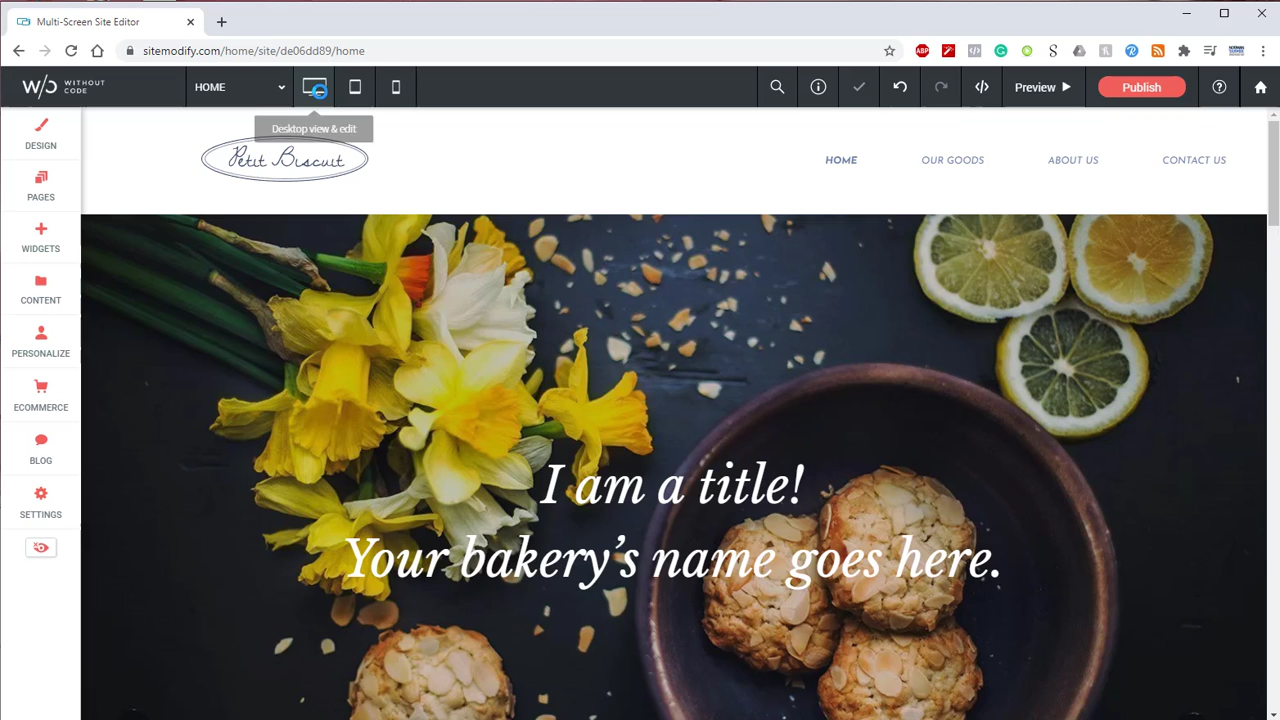 Multi-Screen Site Editor
sitemodify.com/home/site/de06dd89/home
ABP
W/O WITHOUT CODE
HOME
Preview
Publish
Desktop view & edit
DESIGN
PAGES
WIDGETS
CONTENT
PERSONALIZE
ECOMMERCE
BLOG
SETTINGS
Petit Biscuit
HOME OUR GOODS ABOUT US CONTACT US
I am a title!
Your bakery’s name goes here.